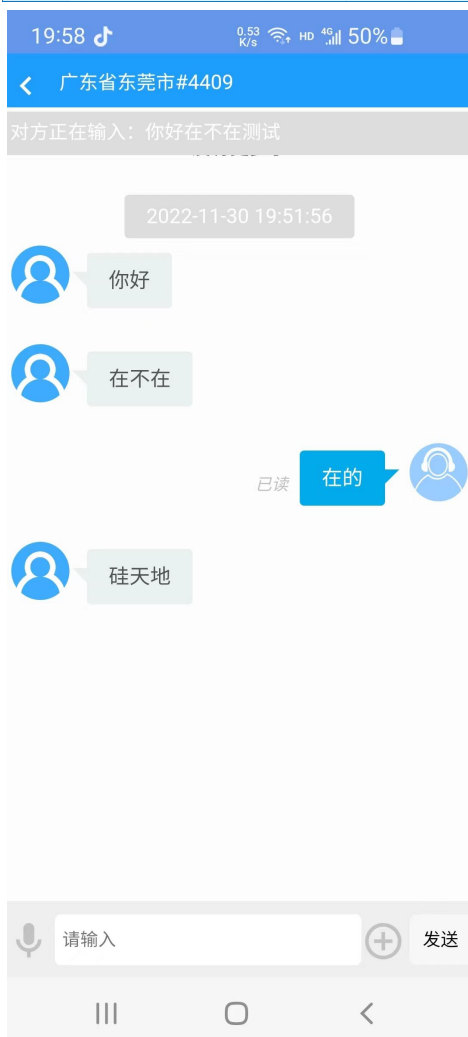 19:58
0.53
K/s
HD
4G
50%
广东省东莞市#4409
对方正在输入：你好在不在测试
2022-11-30 19:51:56
你好
在不在
已读
在的
硅天地
请输入
发送